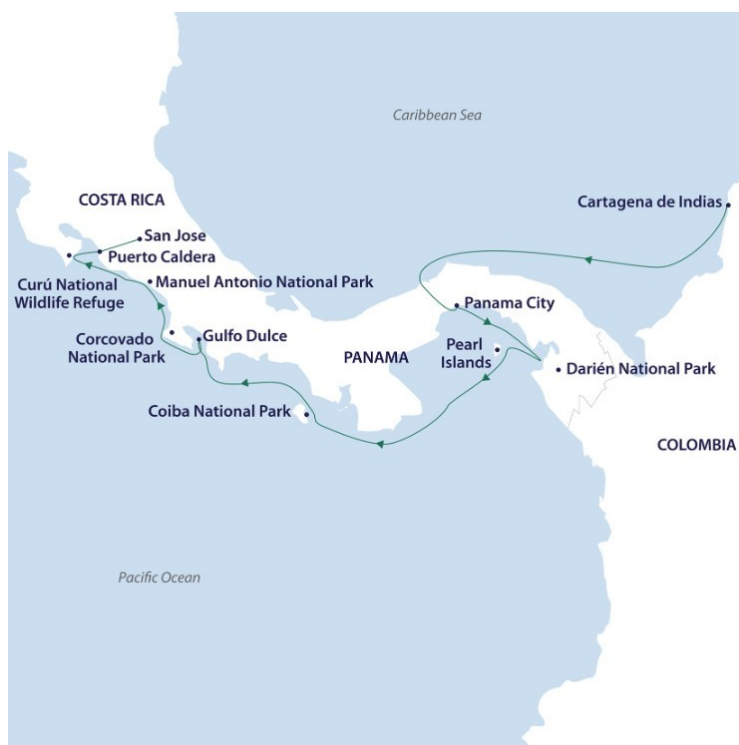 Caribbean Sea
COSTA RICA
Cartagena de Indias
San Jose
Puerto Caldera
Curú National
Wildlife Refuge
Manuel Antonio National Park
Panama City
Corcovado
National Park
Gulfo Dulce
Pearl
Islands
PANAMA
Darién National Park
Coiba National Park
COLOMBIA
Pacific Ocean